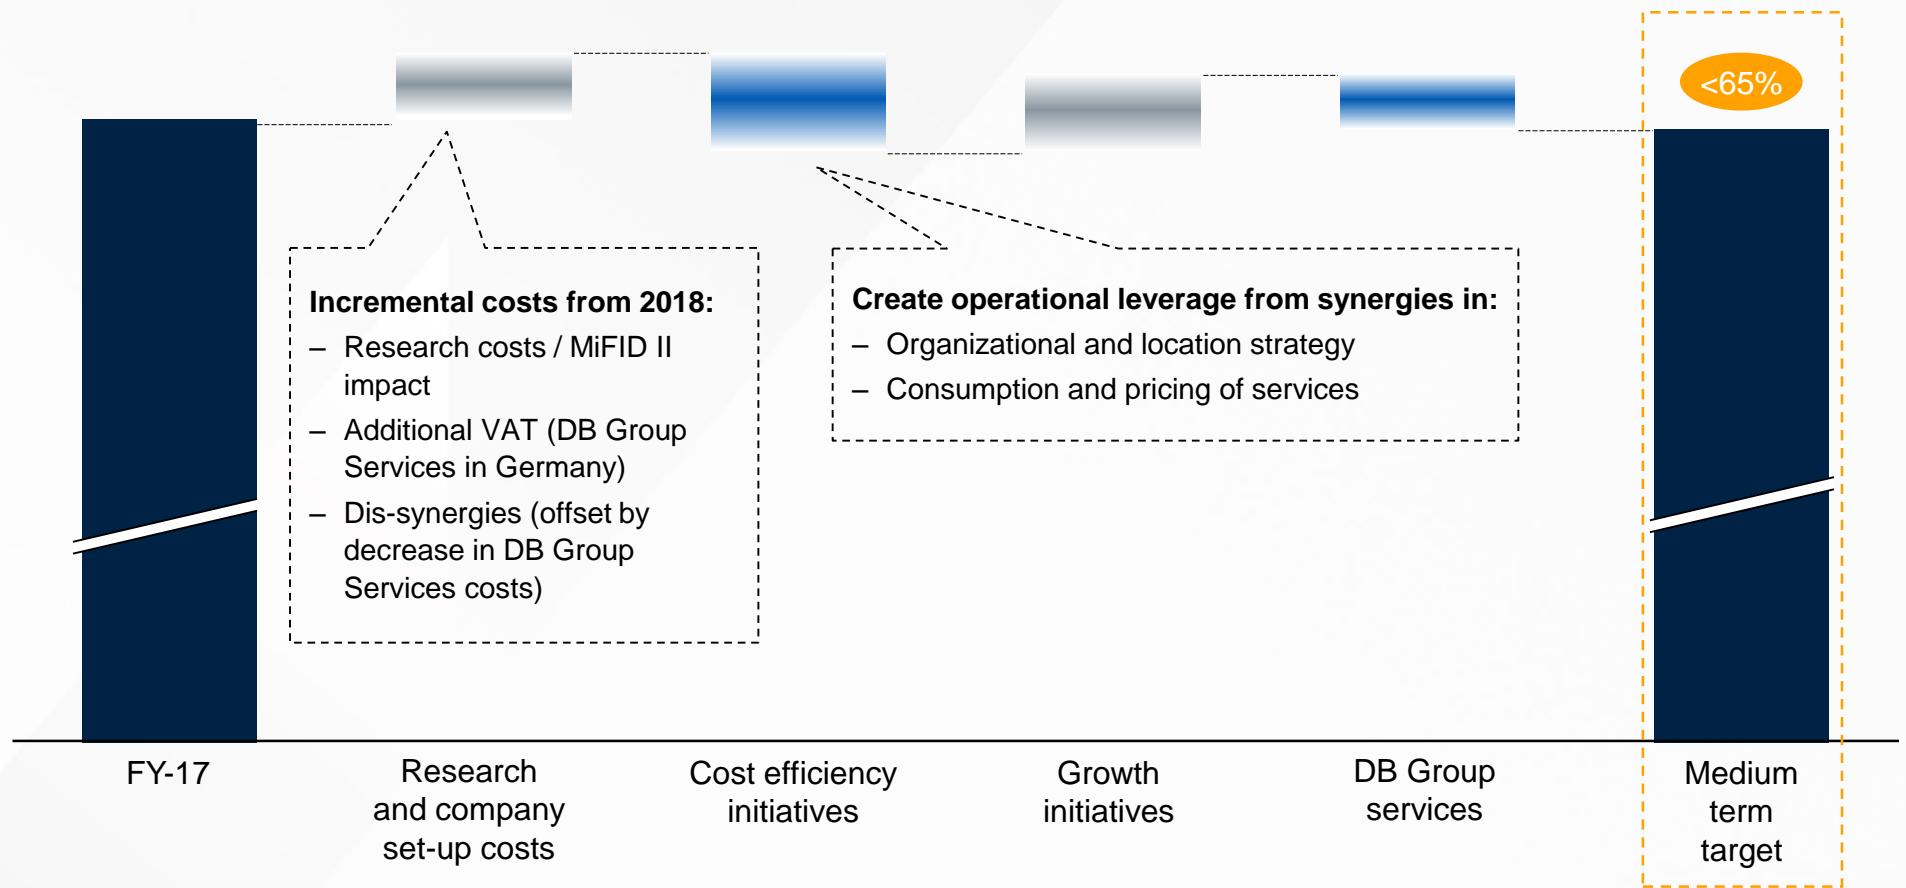 <65%
Incremental costs from 2018:
– Research costs / MiFID II
impact
– Additional VAT (DB Group
Services in Germany)
– Dis-synergies (offset by
decrease in DB Group
Services costs)
Create operational leverage from synergies in:
– Organizational and location strategy
– Consumption and pricing of services
FY-17
Research
and company
set-up costs
Cost efficiency
initiatives
Growth
initiatives
DB Group
services
Medium
term
target